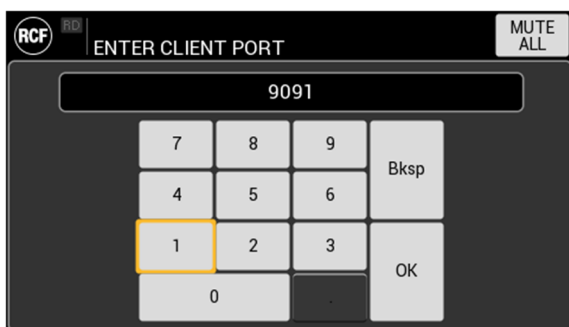 RCF RD ENTER CLIENT PORT MUTE
ALL
9091
7 8 9
Bksp
4 5 6
1 2 3
OK
0 .